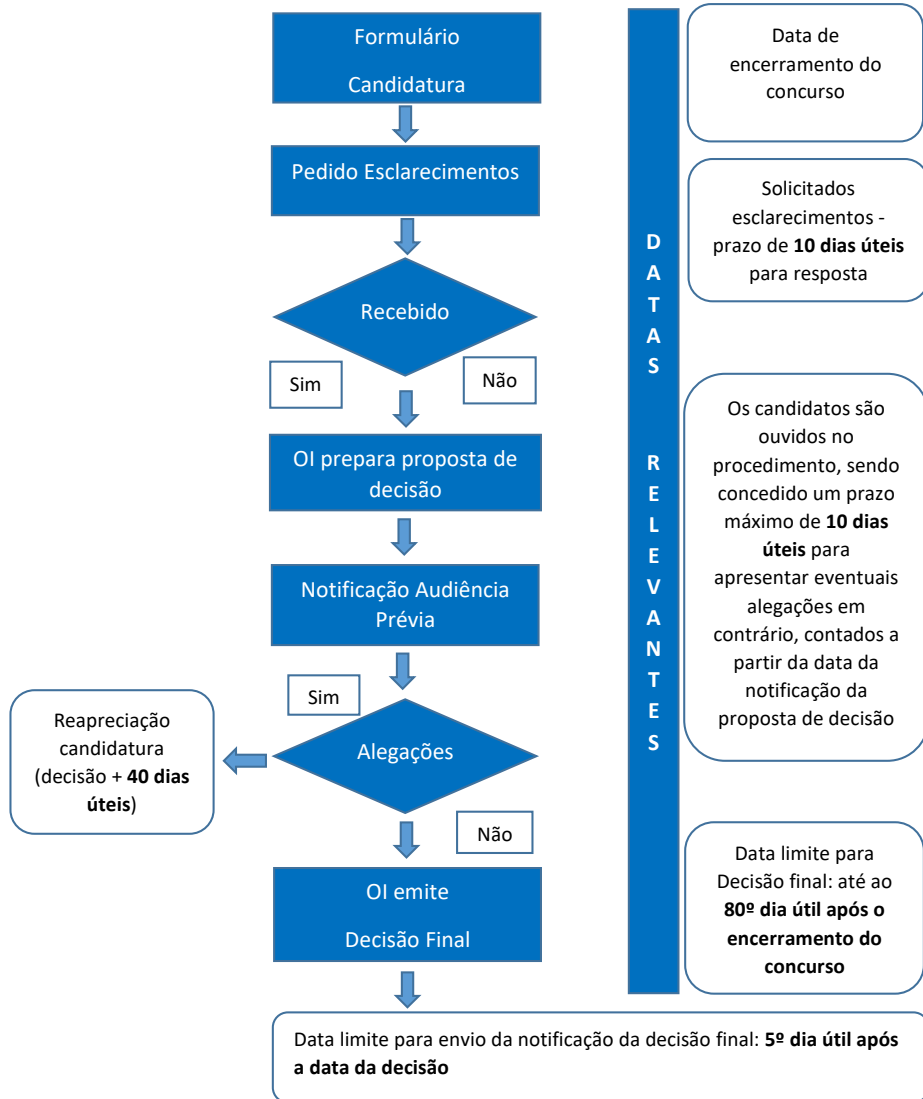 Formulário
Candidatura
Data de
encerramento do
concurso
Pedido Esclarecimentos
Solicitados
esclarecimentos -
prazo de 10 dias úteis
para resposta
DATAS RELEVANTES
Recebido
Sim
Não
OI prepara proposta de
decisão
Os candidatos são
ouvidos no
procedimento, sendo
concedido um prazo
máximo de 10 dias
úteis para
apresentar eventuais
alegações em
contrário, contados a
partir da data da
notificação da
proposta de decisão
Notificação Audiência
Prévia
Sim
Alegações
Reapreciação
candidatura
(decisão + 40 dias
úteis)
Não
OI emite
Decisão Final
Data limite para
Decisão final: até ao
80º dia útil após o
encerramento do
concurso
Data limite para envio da notificação da decisão final: 5º dia útil após
a data da decisão